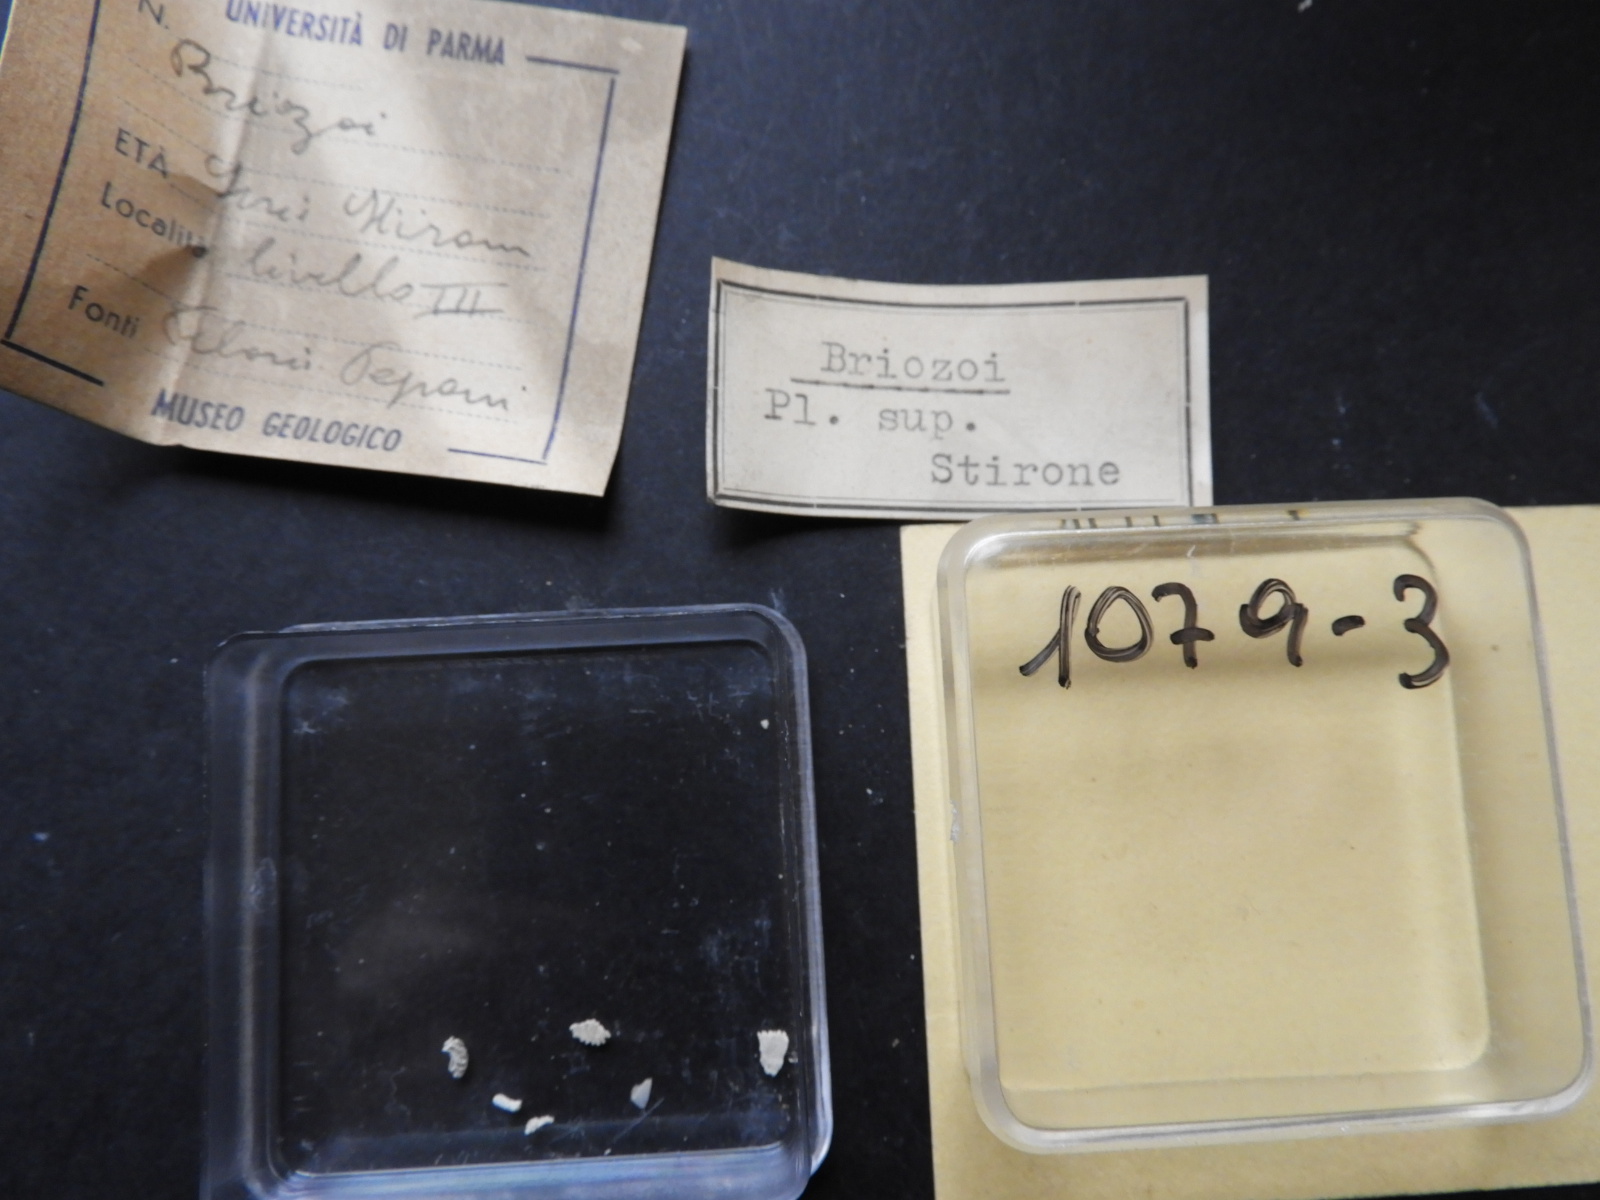 N. UNIVERSITÀ DI PARMA
Briozoi
ETÀ
Località livello III
Fonti
MUSEO GEOLOGICO
Briozoi
Pl. sup.
Stirone
1079-3